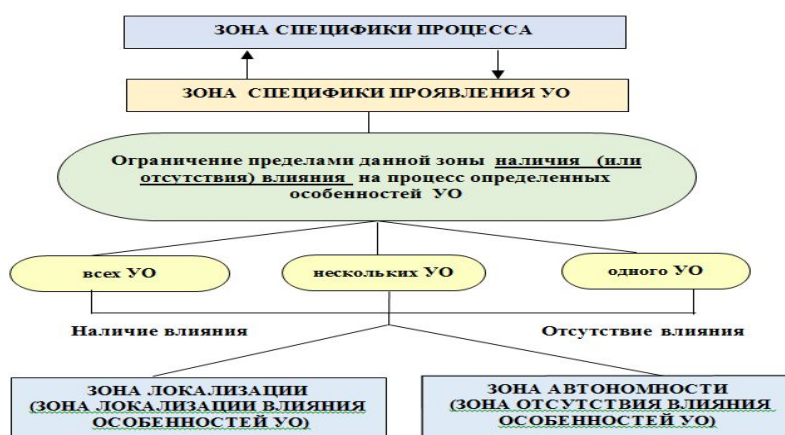 ЗОНА СПЕЦИФИКИ ПРОЦЕССА
ЗОНА СПЕЦИФИКИ ПРОЯВЛЕНИЯ УО
Ограничение пределами данной зоны наличия (или
отсутствия) влияния на процесс определенных
особенностей УО
всех УО
нескольких УО
одного УО
Наличие влияния
Отсутствие влияния
ЗОНА ЛОКАЛИЗАЦИИ
(ЗОНА ЛОКАЛИЗАЦИИ ВЛИЯНИЯ
ОСОБЕННОСТЕЙ УО)
ЗОНА АВТОНОМНОСТИ
(ЗОНА ОТСУТСТВИЯ ВЛИЯНИЯ
ОСОБЕННОСТЕЙ УО)